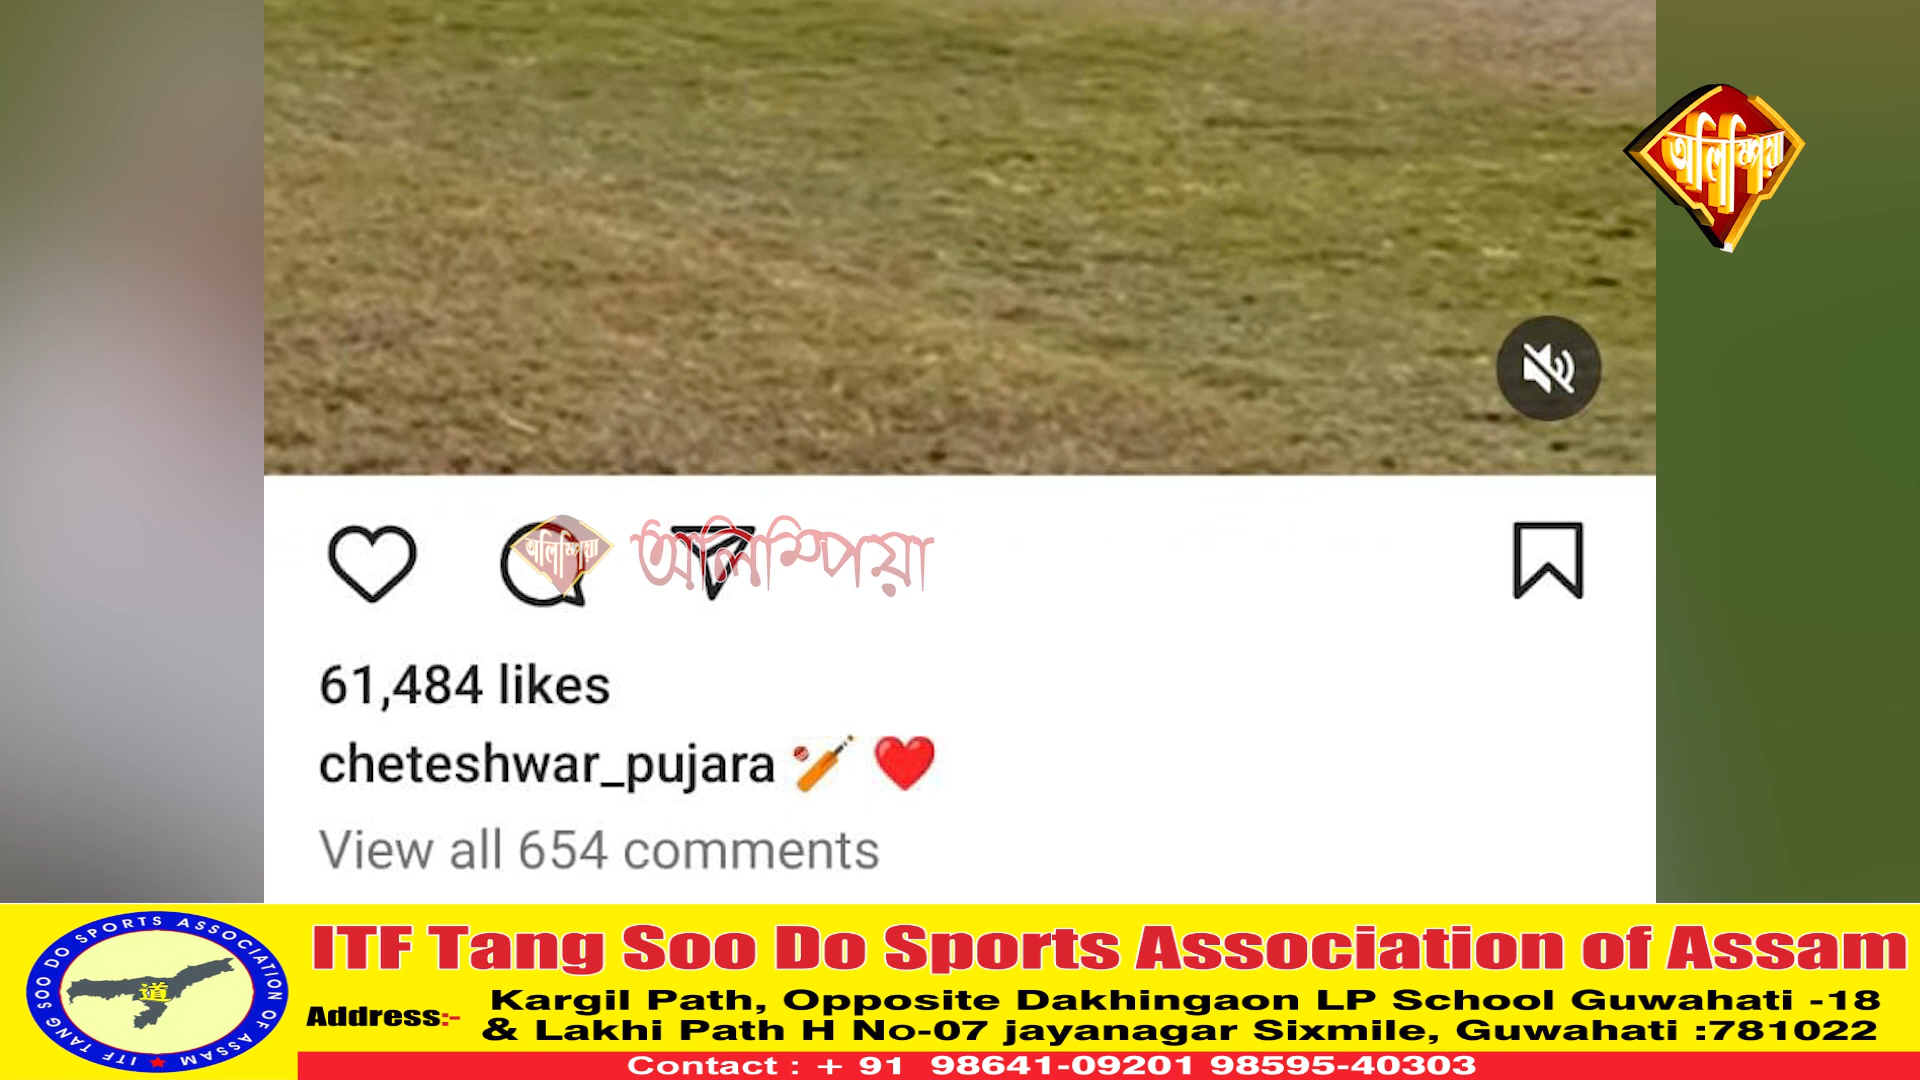 অলিম্পিয়া
অলিম্পিয়া অলিম্পিয়া
61,484 likes
cheteshwar_pujara 🏏 ❤️
View all 654 comments
ITF Tang Soo Do Sports Association of Assam
Address:- Kargil Path, Opposite Dakhingaon LP School Guwahati -18
& Lakhi Path H No-07 jayanagar Sixmile, Guwahati :781022
Contact : + 91 98641-09201 98595-40303
ITF TANG SOO DO SPORTS ASSOCIATION OF ASSAM
道